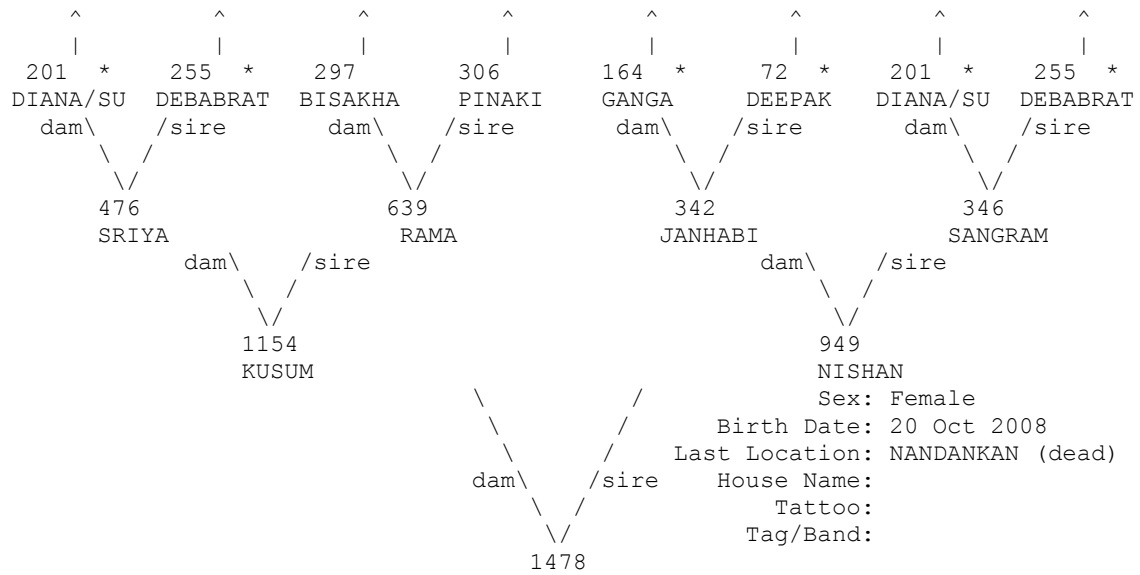 ^ ^ ^ ^ ^ ^ ^ ^
| | | | | | | |
201 * 255 * 297 306 164 * 72 * 201 * 255 *
DIANA/SU DEBABRAT BISAKHA PINAKI GANGA DEEPAK DIANA/SU DEBABRAT
dam\ /sire dam\ /sire dam\ /sire dam\ /sire
\ / \ / \ / \ /
\/ \/ \/ \/
476 639 342 346
SRIYA RAMA JANHABI SANGRAM
dam\ /sire dam\ /sire
\ / \ /
\/ \/
1154 949
KUSUM NISHAN
\ / Sex: Female
\ / Birth Date: 20 Oct 2008
\ / Last Location: NANDANKAN (dead)
dam\ /sire House Name:
\ / Tattoo:
\/ Tag/Band:
1478